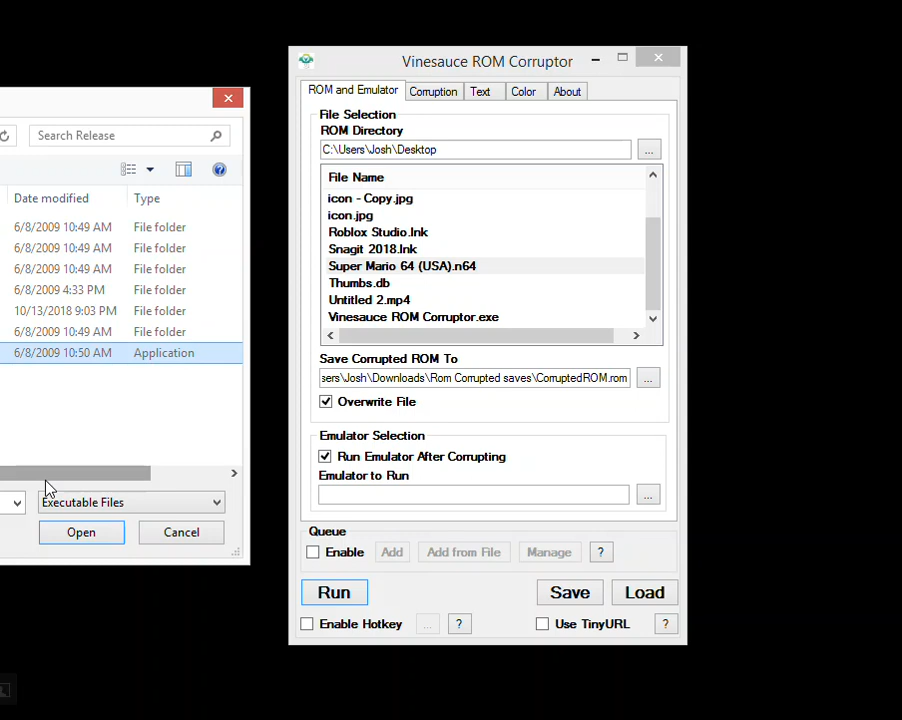 Search Release
Date modified Type
6/8/2009 10:49 AM File folder
6/8/2009 10:49 AM File folder
6/8/2009 10:49 AM File folder
6/8/2009 4:33 PM File folder
10/13/2018 9:03 PM File folder
6/8/2009 10:49 AM File folder
6/8/2009 10:50 AM Application
Executable Files
Open Cancel
Vinesauce ROM Corruptor
ROM and Emulator Corruption Text Color About
File Selection
ROM Directory
C:\Users\Josh\Desktop ...
File Name
icon - Copy.jpg
icon.jpg
Roblox Studio.lnk
Snagit 2018.lnk
Super Mario 64 (USA).n64
Thumbs.db
Untitled 2.mp4
Vinesauce ROM Corruptor.exe
Save Corrupted ROM To
sers\Josh\Downloads\Rom Corrupted saves\CorruptedROM.rom ...
Overwrite File
Emulator Selection
Run Emulator After Corrupting
Emulator to Run
...
Queue
Enable Add Add from File Manage ?
Run Save Load
Enable Hotkey ... ? Use TinyURL ?